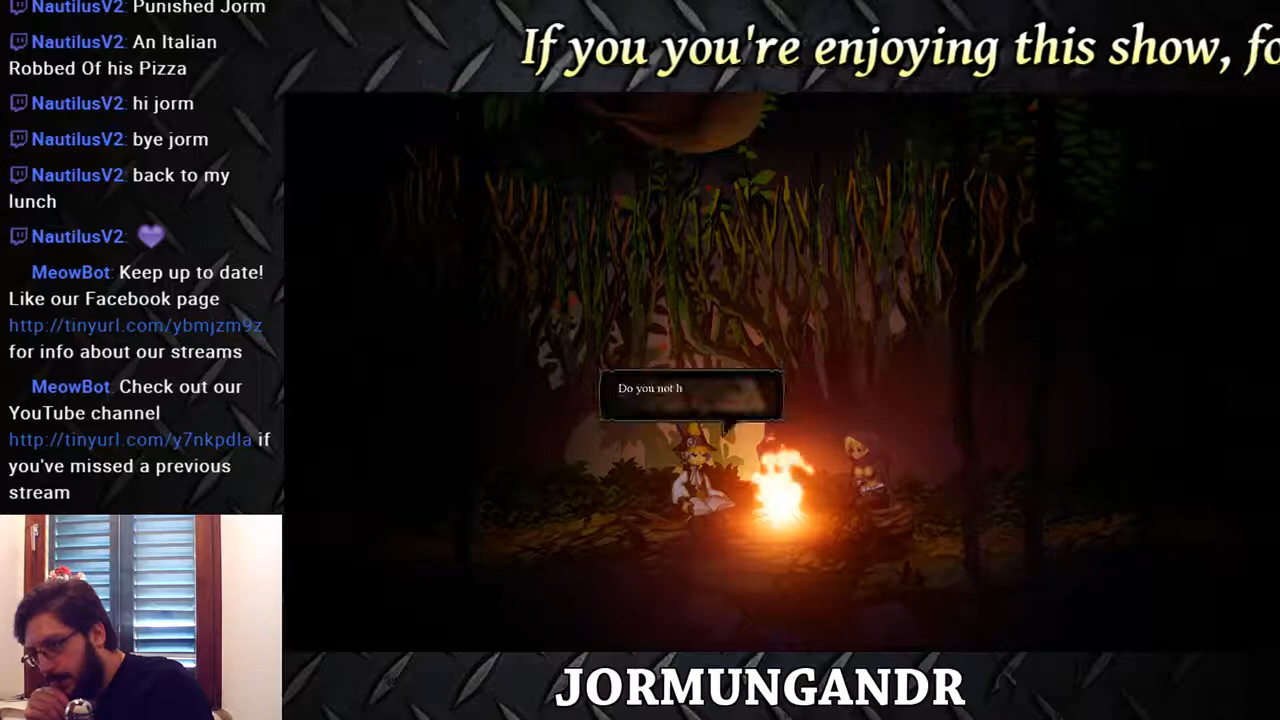 NautilusV2: Punished Jorm
NautilusV2: An Italian
Robbed Of his Pizza
NautilusV2: hi jorm
NautilusV2: bye jorm
NautilusV2: back to my
lunch
NautilusV2:
MeowBot: Keep up to date!
Like our Facebook page
http://tinyurl.com/ybmjzm9z
for info about our streams
MeowBot: Check out our
YouTube channel
http://tinyurl.com/y7nkpdla if
you've missed a previous
stream
If you you're enjoying this show, fo
Do you not h
JORMUNGANDR